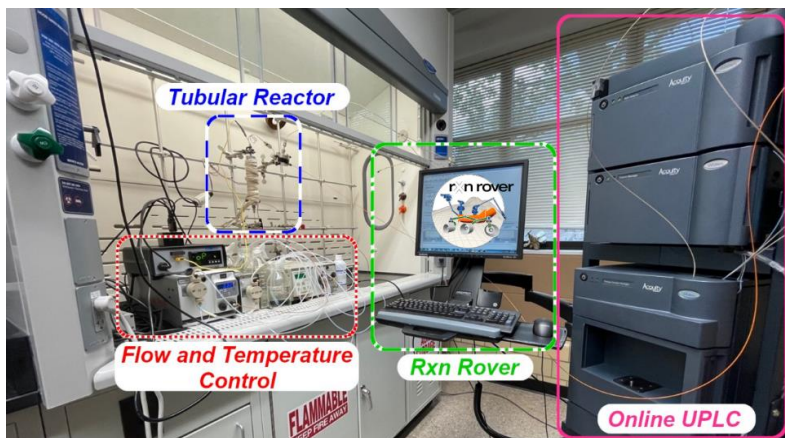 Tubular Reactor
Acquity
rxn rover
Acquity
Acquity
Flow and Temperature
Control
Rxn Rover
FLAMMABLE
KEEP FIRE AWAY
Online UPLC